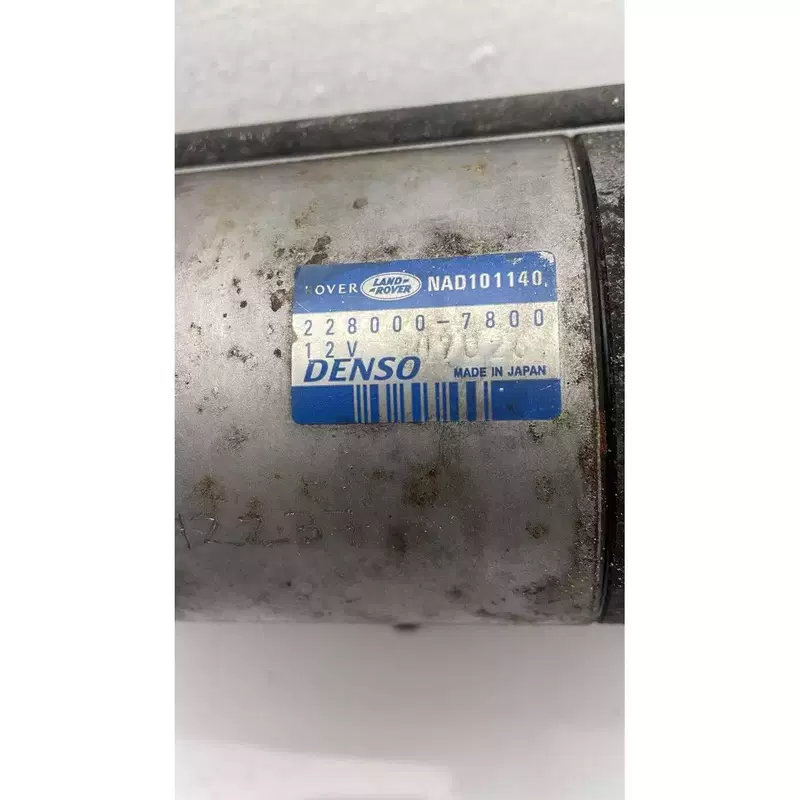 ROVER LAND ROVER NAD101140.
228000-7800
12V
DENSO MADE IN JAPAN